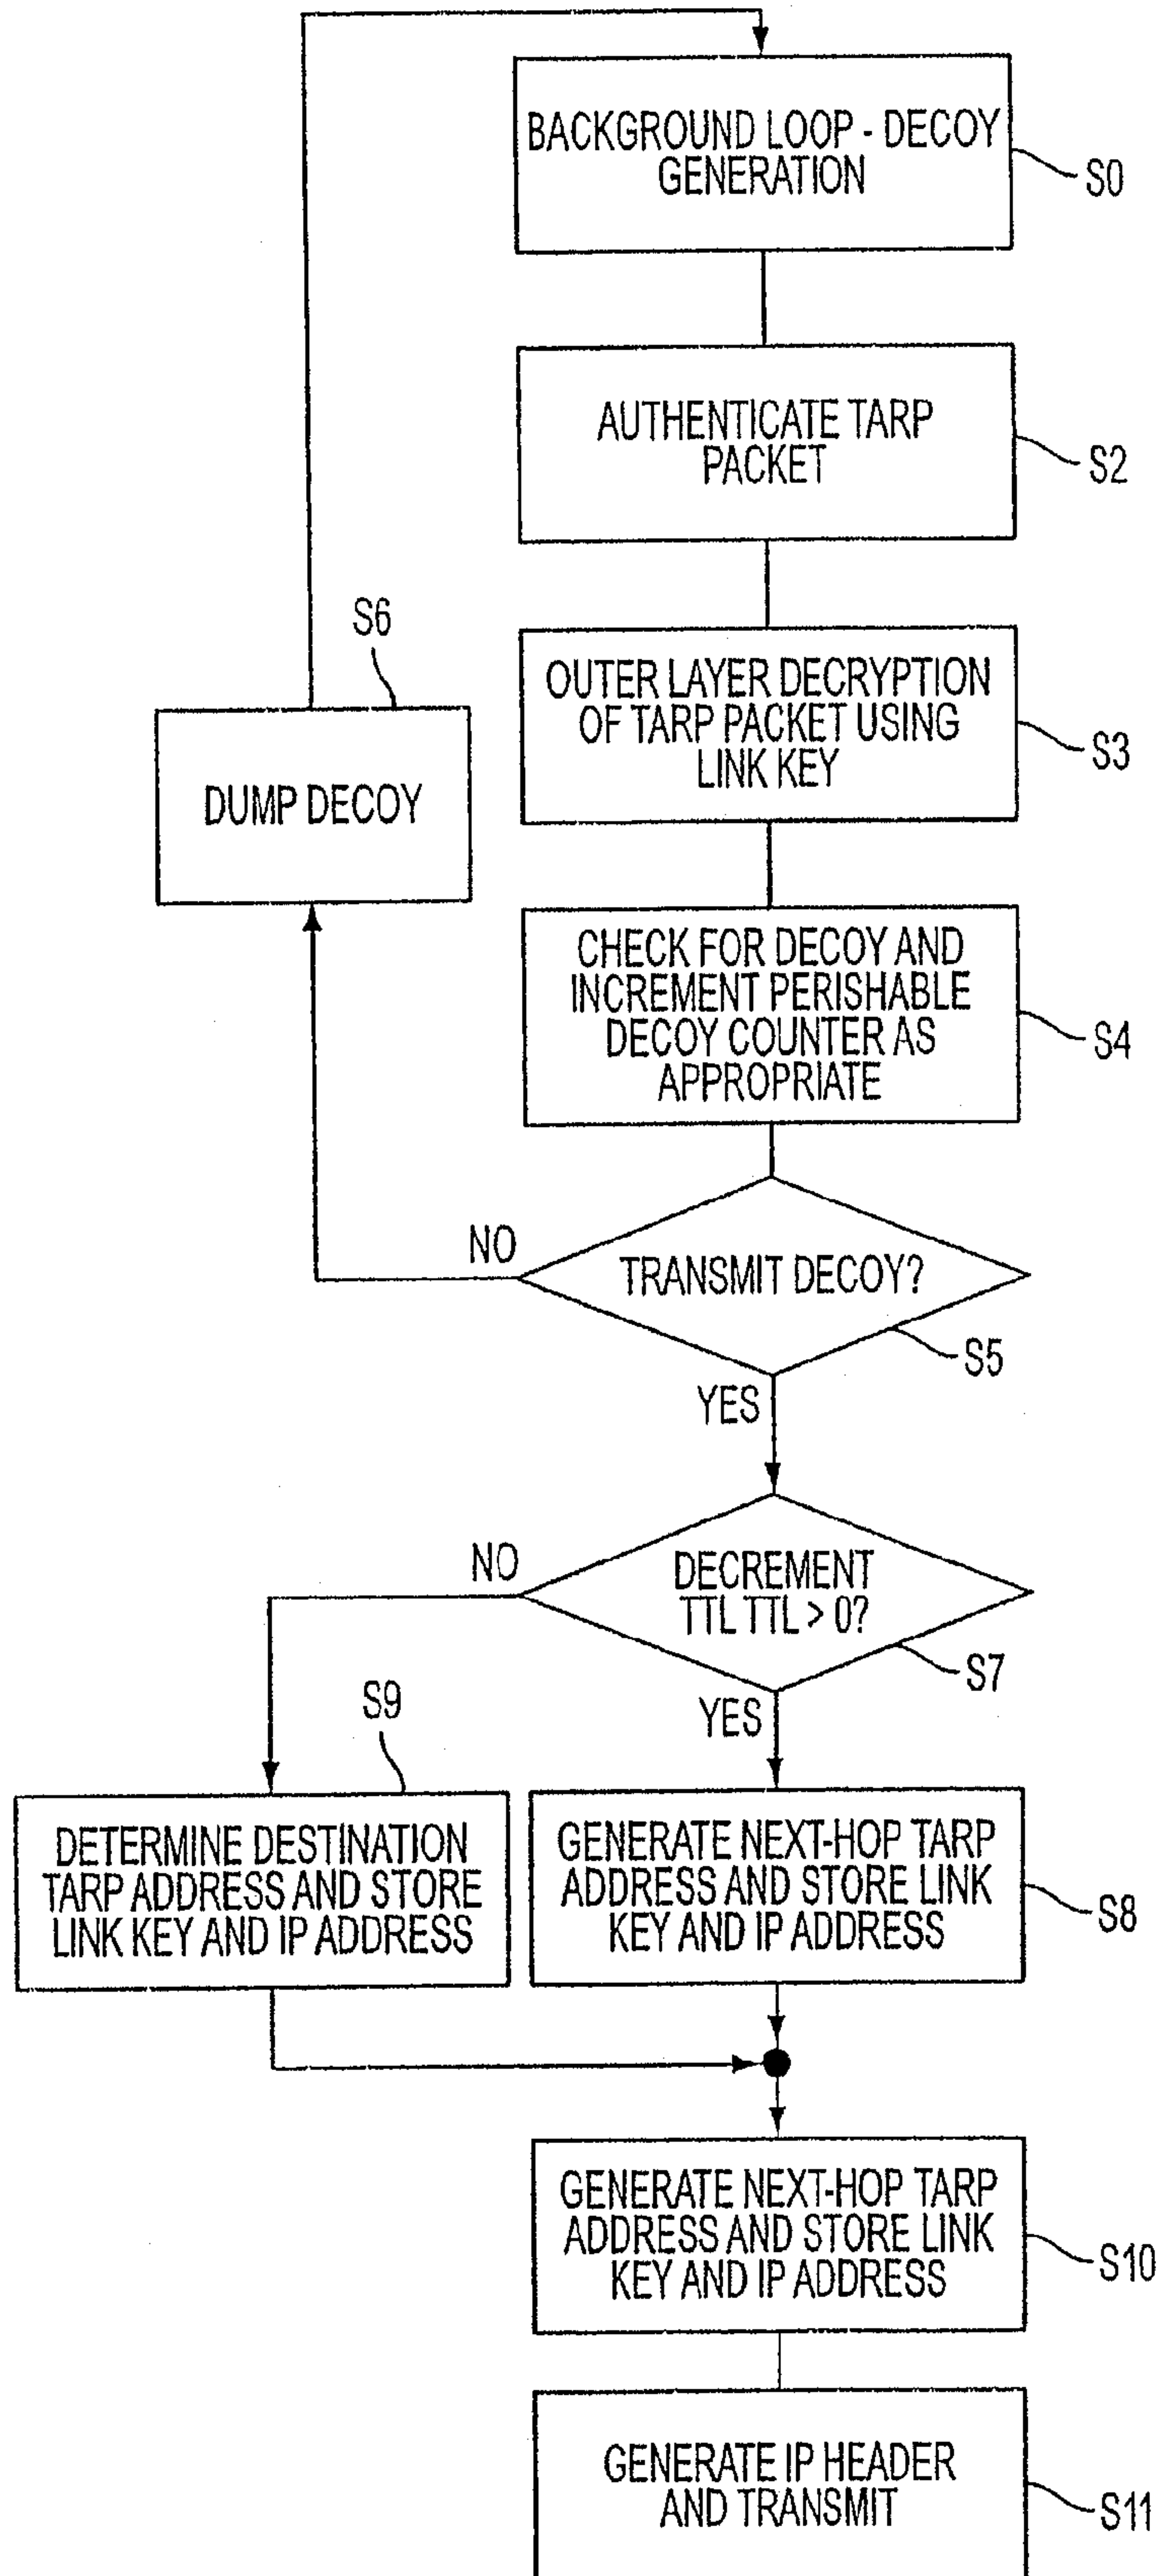 BACKGROUND LOOP - DECOY
GENERATION
S0
AUTHENTICATE TARP
PACKET
S2
S6
OUTER LAYER DECRYPTION
OF TARP PACKET USING
LINK KEY
S3
DUMP DECOY
CHECK FOR DECOY AND
INCREMENT PERISHABLE
DECOY COUNTER AS
APPROPRIATE
S4
NO
TRANSMIT DECOY?
S5
YES
NO
DECREMENT
TTL TTL > 0?
S7
YES
S9
DETERMINE DESTINATION
TARP ADDRESS AND STORE
LINK KEY AND IP ADDRESS
GENERATE NEXT-HOP TARP
ADDRESS AND STORE LINK
KEY AND IP ADDRESS
S8
GENERATE NEXT-HOP TARP
ADDRESS AND STORE LINK
KEY AND IP ADDRESS
S10
GENERATE IP HEADER
AND TRANSMIT
S11